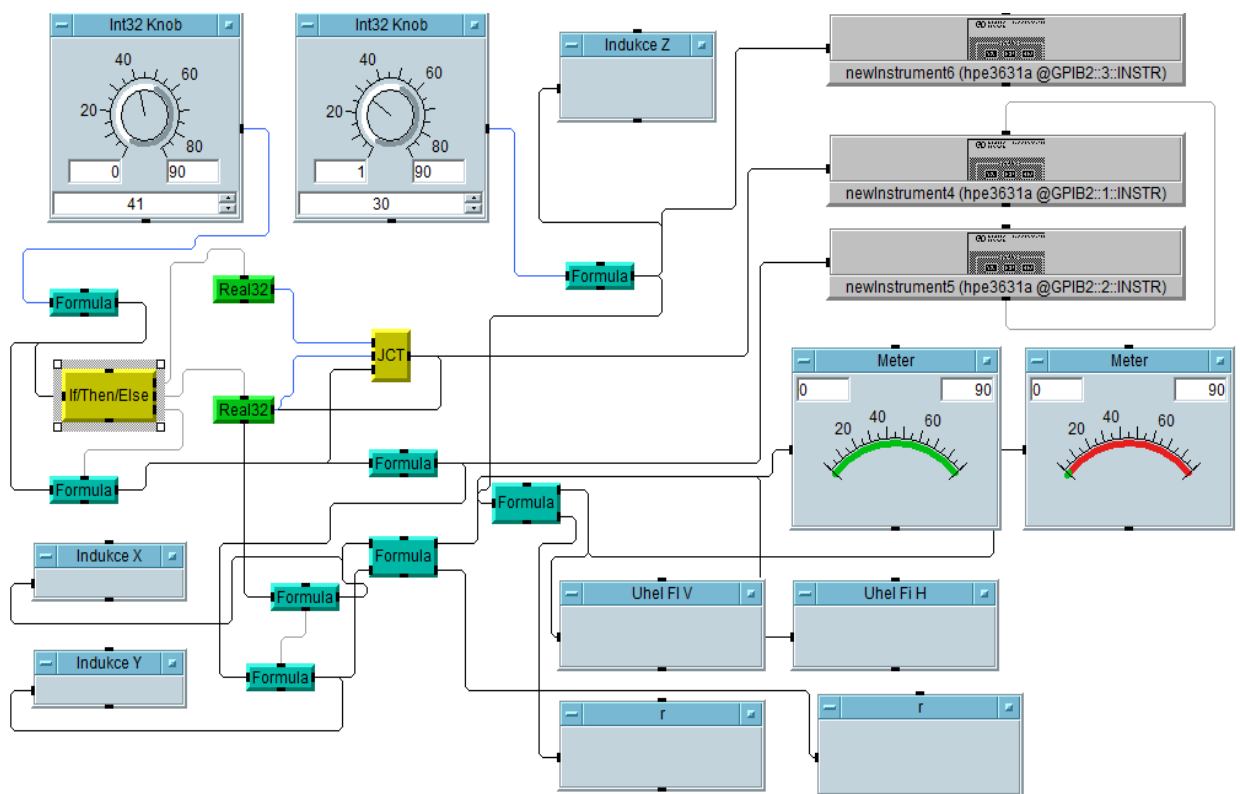 Int32 Knob
40
60
20
80
0
90
41
Int32 Knob
40
60
20
80
1
90
30
Indukce Z
newInstrument6 (hpe3631a @GPIB2::3::INSTR)
newInstrument4 (hpe3631a @GPIB2::1::INSTR)
newInstrument5 (hpe3631a @GPIB2::2::INSTR)
Formula
Real32
Formula
JCT
If/Then/Else
Real32
Formula
Formula
Formula
Formula
Formula
Formula
Meter
0
90
20
40
60
Meter
0
90
20
40
60
Indukce X
Indukce Y
Uhel FI V
Uhel Fi H
r
r